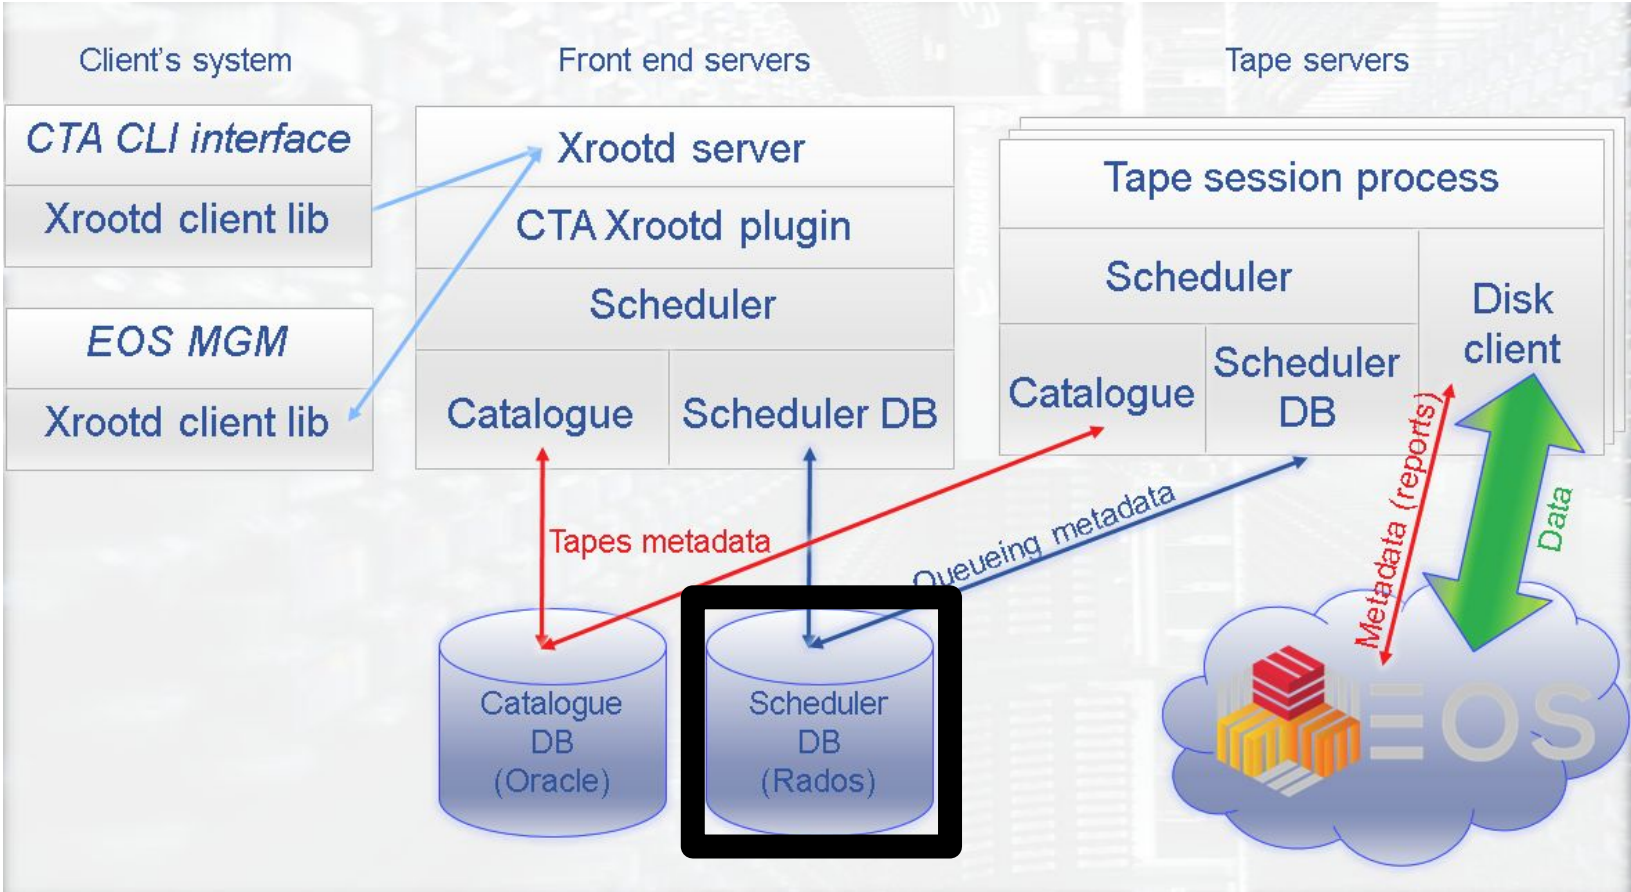 Client's system
Front end servers
Tape servers
CTA CLI interface
Xrootd client lib
EOS MGM
Xrootd client lib
Xrootd server
CTA Xrootd plugin
Scheduler
Catalogue
Scheduler DB
Tape session process
Scheduler
Catalogue
Scheduler
DB
Disk
client
Tapes metadata
Queueing metadata
Metadata (reports)
Data
Catalogue
DB
(Oracle)
Scheduler
DB
(Rados)
EOS